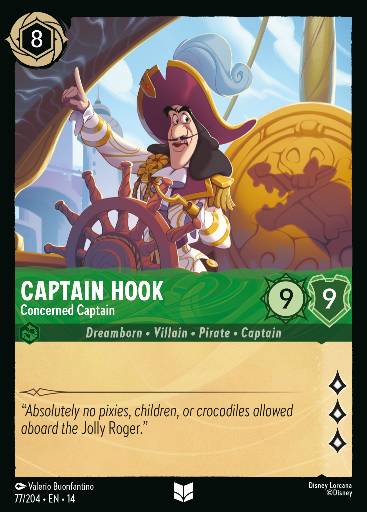 8
CAPTAIN HOOK
Concerned Captain
9
9
Dreamborn • Villain • Pirate • Captain
“Absolutely no pixies, children, or crocodiles allowed
aboard the Jolly Roger.”
Valerio Buonfantino
77/204 • EN • 14
Disney Lorcana
©Disney